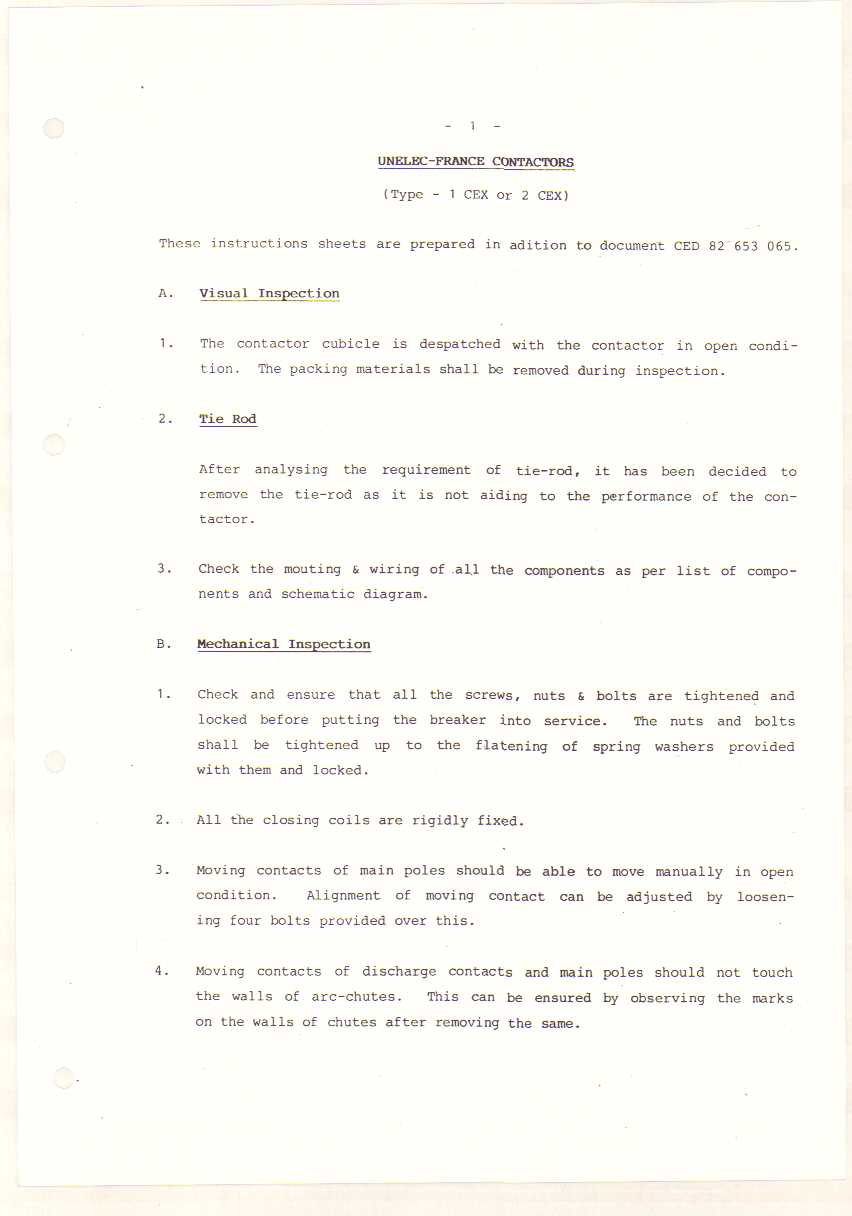 - 1 -
UNELEC-FRANCE CONTACTORS
(Type - 1 CEX or 2 CEX)
These instructions sheets are prepared in adition to document CED 82 653 065.
A. Visual Inspection
1. The contactor cubicle is despatched with the contactor in open condi-
tion. The packing materials shall be removed during inspection.
2. Tie Rod
After analysing the requirement of tie-rod, it has been decided to
remove the tie-rod as it is not aiding to the performance of the con-
tactor.
3. Check the mouting & wiring of all the components as per list of compo-
nents and schematic diagram.
B. Mechanical Inspection
1. Check and ensure that all the screws, nuts & bolts are tightened and
locked before putting the breaker into service. The nuts and bolts
shall be tightened up to the flatening of spring washers provided
with them and locked.
2. All the closing coils are rigidly fixed.
3. Moving contacts of main poles should be able to move manually in open
condition. Alignment of moving contact can be adjusted by loosen-
ing four bolts provided over this.
4. Moving contacts of discharge contacts and main poles should not touch
the walls of arc-chutes. This can be ensured by observing the marks
on the walls of chutes after removing the same.